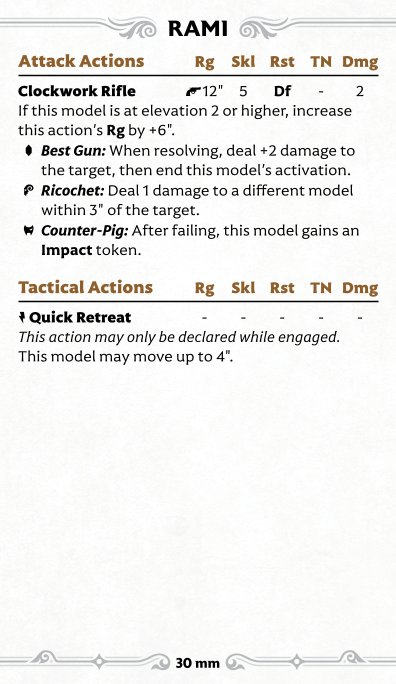 RAMI
Attack Actions Rg Skl Rst TN Dmg
Clockwork Rifle 12" 5 Df - 2
If this model is at elevation 2 or higher, increase
this action's Rg by +6".
Best Gun: When resolving, deal +2 damage to
the target, then end this model's activation.
Ricochet: Deal 1 damage to a different model
within 3" of the target.
Counter-Pig: After failing, this model gains an
Impact token.
Tactical Actions Rg Skl Rst TN Dmg
Quick Retreat - - - - -
This action may only be declared while engaged.
This model may move up to 4".
30 mm